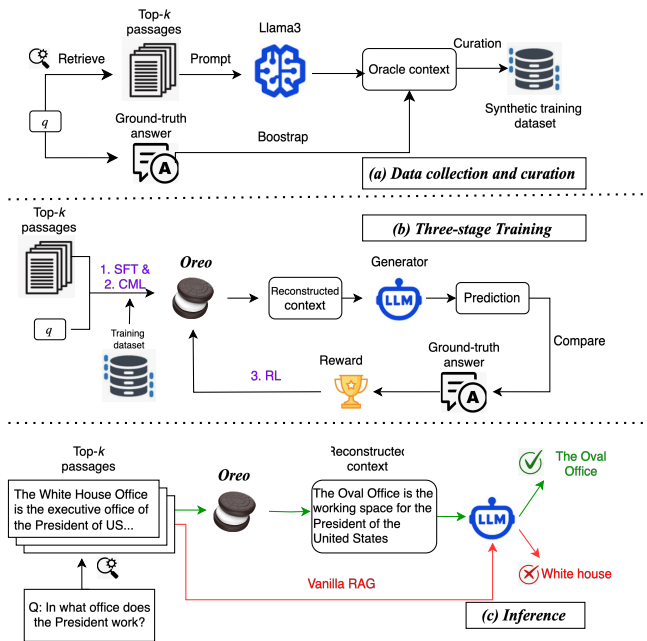 Top-k
passages
Llama3
Retrieve
Prompt
Oracle context
Curation
Synthetic training
dataset
q
Ground-truth
answer
A
Boostrap
(a) Data collection and curation
Top-k
passages
(b) Three-stage Training
1. SFT &
2. CML
Oreo
Reconstructed
context
Generator
LLM
Prediction
q
Training
dataset
Compare
3. RL
Reward
Ground-truth
answer
A
Top-k
passages
The White House Office
is the executive office of
the President of US...
Oreo
Reconstructed
context
The Oval Office is the
working space for the
President of the
United States
LLM
The Oval
Office
White house
Vanilla RAG
Q: In what office does
the President work?
(c) Inference